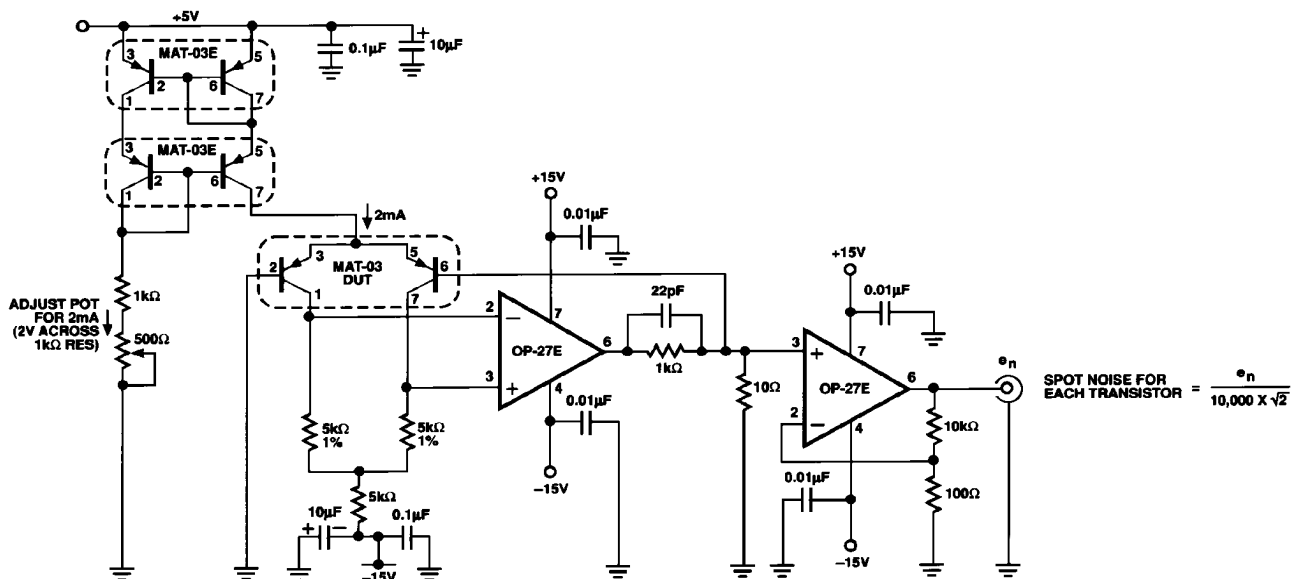 +5V
MAT-03E
3
5
2
6
1
7
0.1µF
+
10µF
MAT-03E
3
5
2
6
1
7
2mA
MAT-03
DUT
2
3
5
6
1
7
1kΩ
ADJUST POT
FOR 2mA
(2V ACROSS
1kΩ RES)
500Ω
5kΩ
1%
5kΩ
1%
5kΩ
10µF
+
−
0.1µF
−15V
+15V
0.01µF
2
−
7
OP-27E
6
3
+
4
0.01µF
−15V
22pF
1kΩ
10Ω
+15V
0.01µF
3
+
7
OP-27E
6
2
−
4
0.01µF
−15V
10kΩ
100Ω
en
SPOT NOISE FOR
EACH TRANSISTOR = en
10,000 X √2